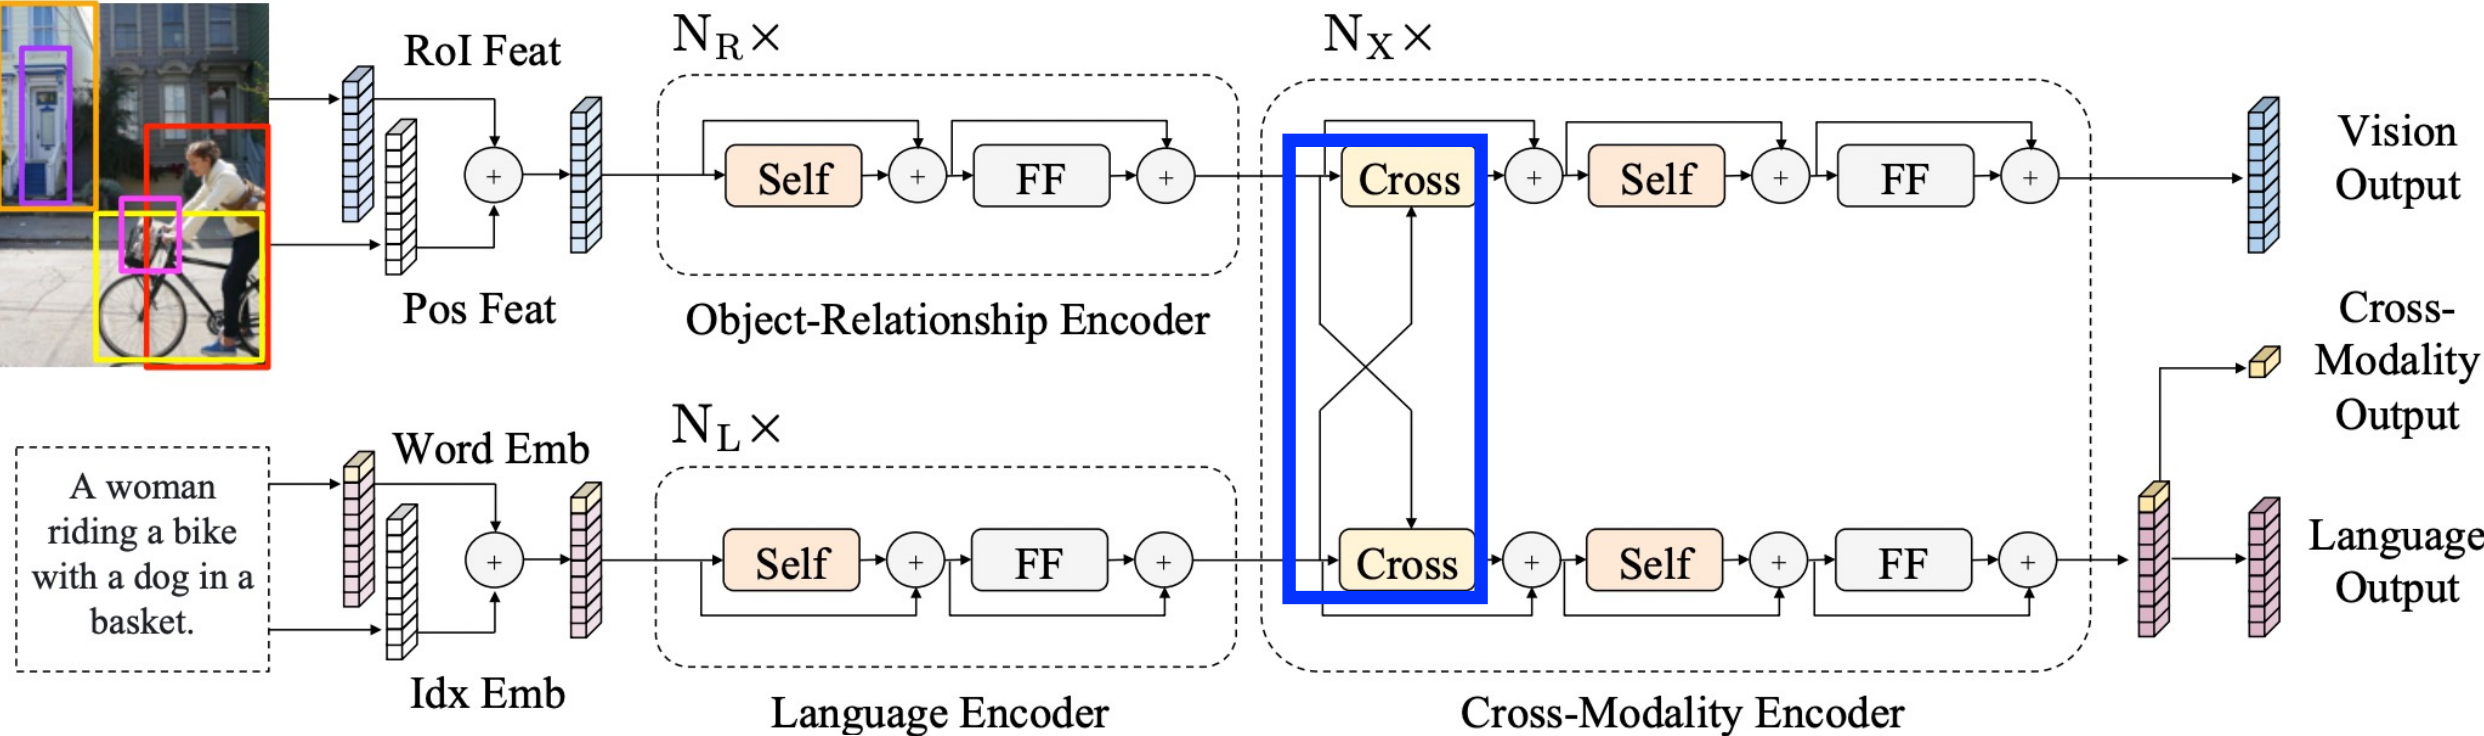 RoI Feat
Pos Feat
N_R ×
Self
+
FF
+
+
Object-Relationship Encoder
N_X ×
Cross
+
Self
+
FF
+
Vision
Output
Cross-
Modality
Output
A woman
riding a bike
with a dog in a
basket.
Word Emb
Idx Emb
+
N_L ×
Self
+
FF
+
Language Encoder
Cross
+
Self
+
FF
+
Cross-Modality Encoder
Language
Output